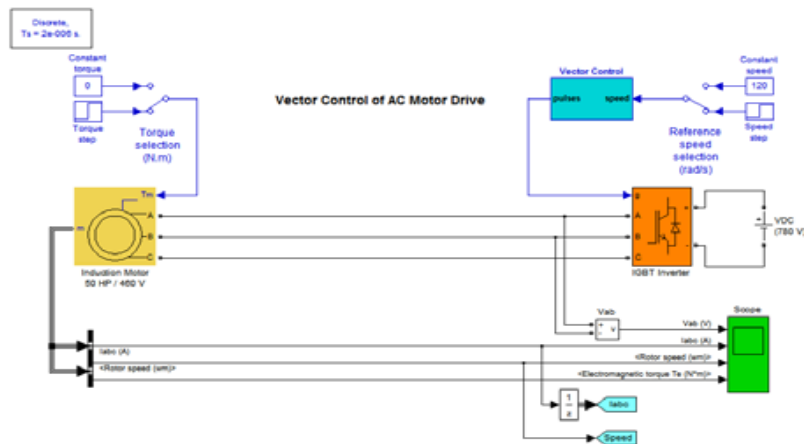 Discrete,
Ts = 2e-006 s.
Constant
torque
0
Torque
step
Torque
selection
(N.m)
Vector Control of AC Motor Drive
Vector Control
pulses
speed
Constant
speed
120
Speed
step
Reference
speed
selection
(rad/s)
Tm
m
A
B
C
Induction Motor
50 HP / 460 V
g
A
B
C
+
-
IGBT Inverter
+
VDC
(780 V)
Vab
+
-
v
Vab (V)
Scope
Iabc (A)
Iabc (A)
<Rotor speed (wm)>
<Rotor speed (wm)>
<Electromagnetic torque Te (N*m)>
1
z
Iabc
Speed